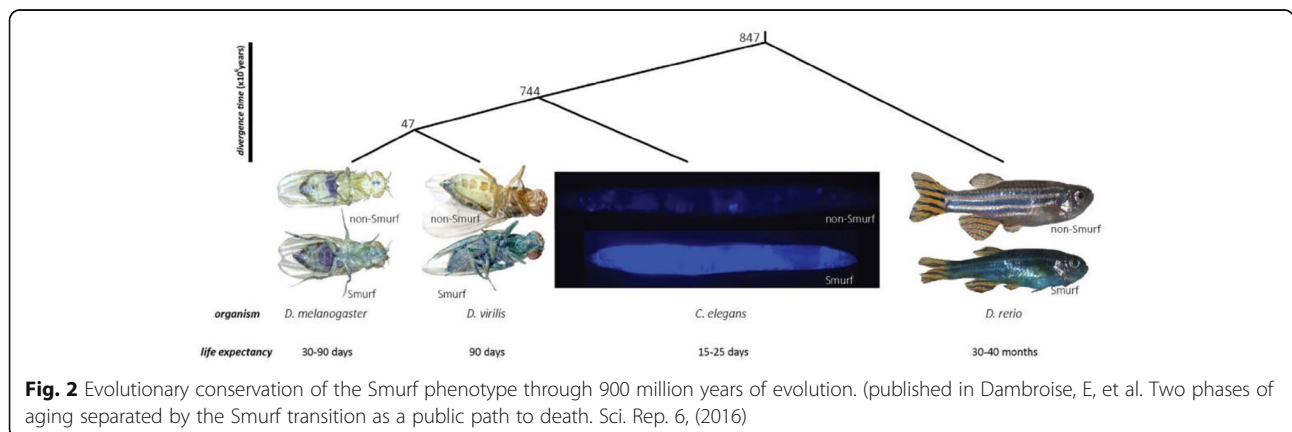 847
divergence time (x10⁶years)
744
47
non-Smurf
non-Smurf
non-Smurf
non-Smurf
Smurf
Smurf
Smurf
Smurf
organism D. melanogaster D. virilis C. elegans D. rerio
life expectancy 30-90 days 90 days 15-25 days 30-40 months
Fig. 2 Evolutionary conservation of the Smurf phenotype through 900 million years of evolution. (published in Dambroise, E, et al. Two phases of
aging separated by the Smurf transition as a public path to death. Sci. Rep. 6, (2016)